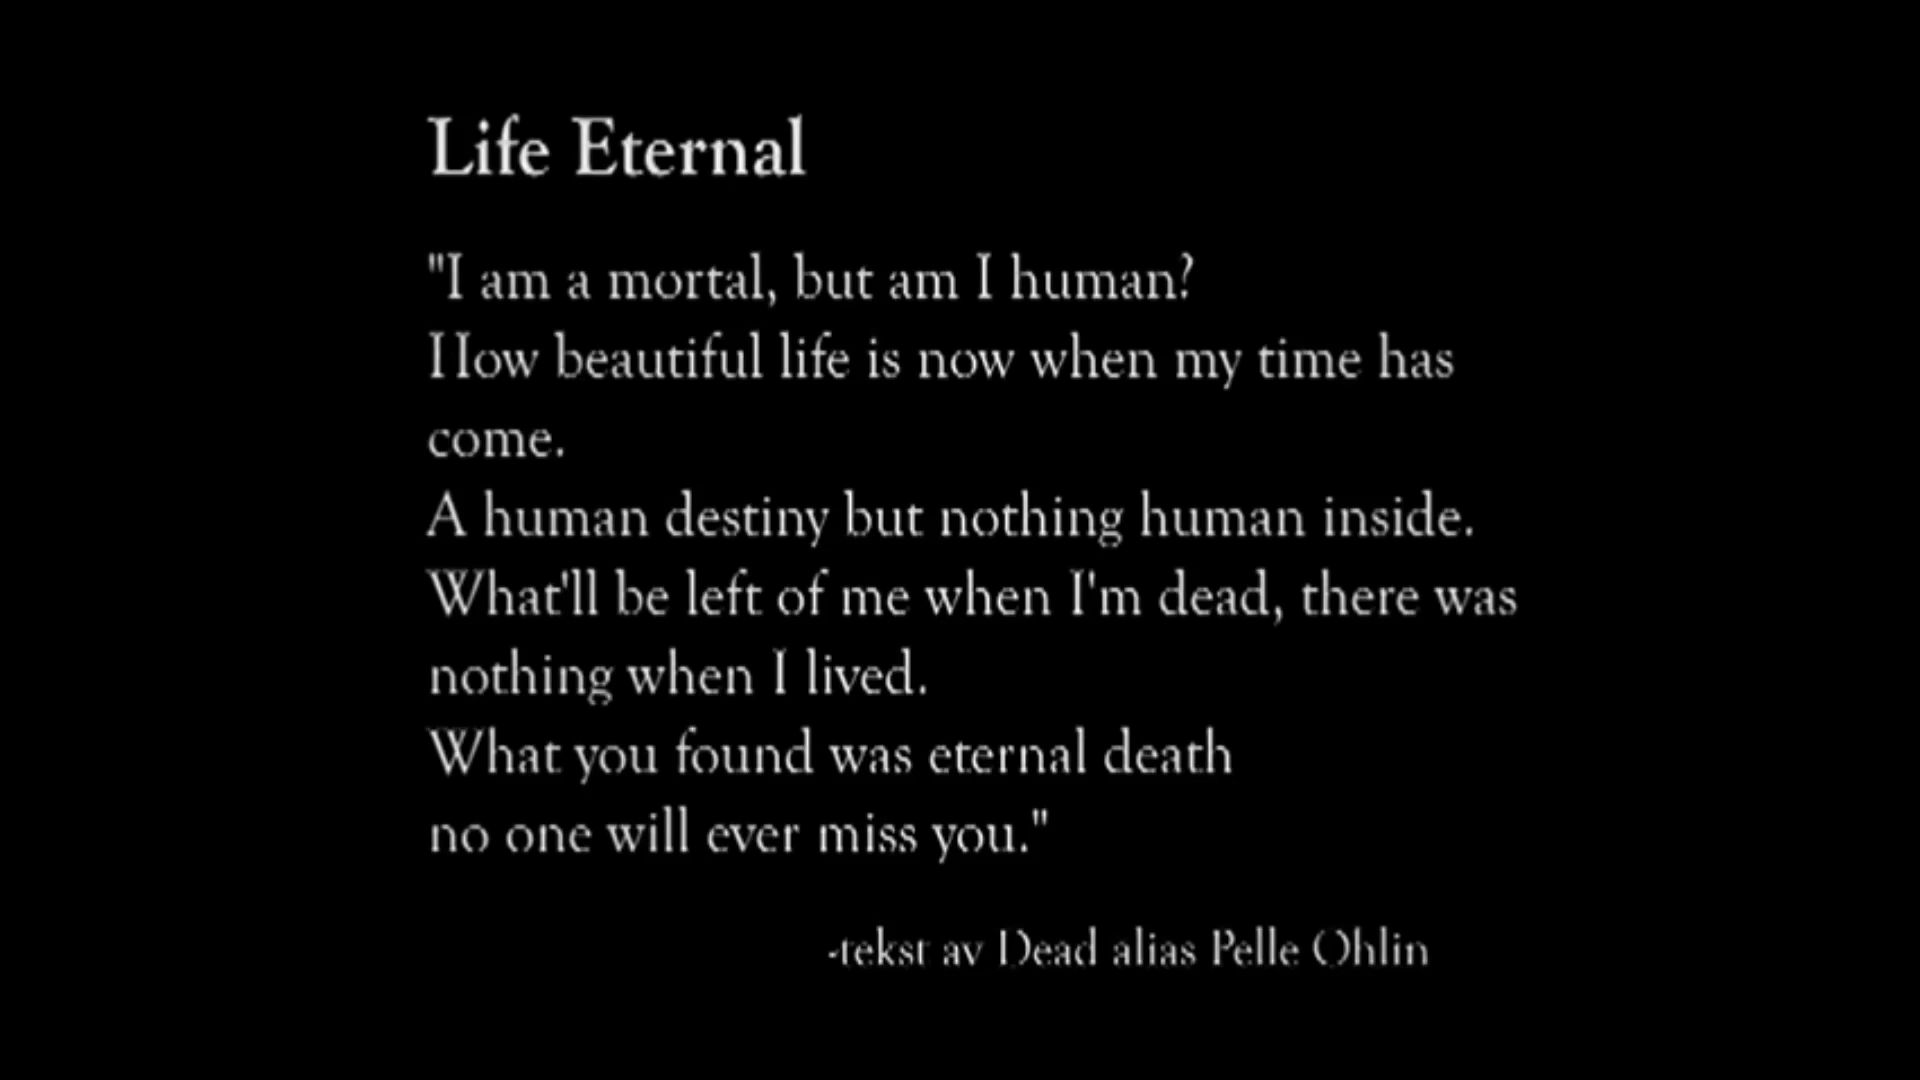 Life Eternal
"I am a mortal, but am I human?
How beautiful life is now when my time has
come.
A human destiny but nothing human inside.
What'll be left of me when I'm dead, there was
nothing when I lived.
What you found was eternal death
no one will ever miss you."
-tekst av Dead alias Pelle Ohlin